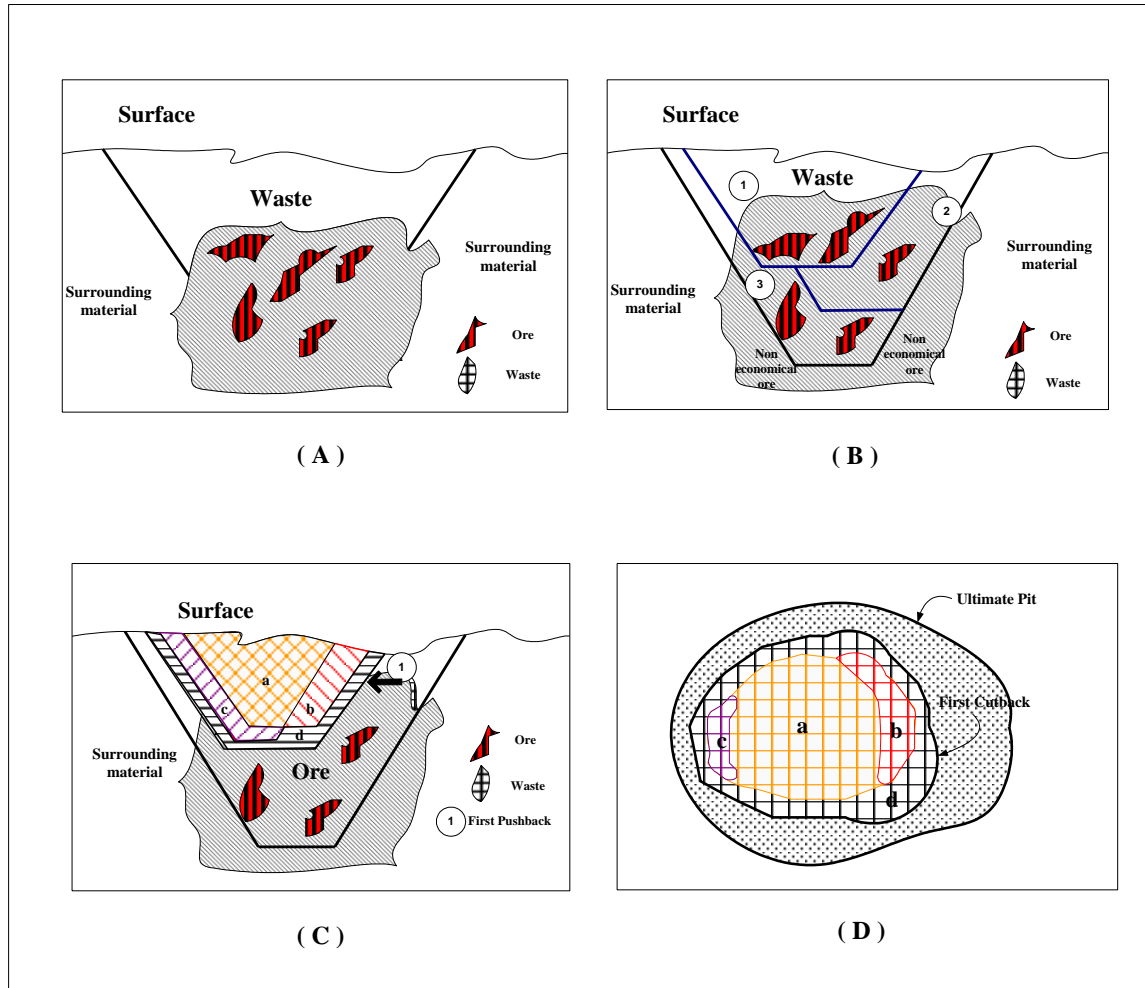 Surface
Waste
Surrounding
material
Surrounding
material
Ore
Waste
( A )
Surface
1
Waste
2
Surrounding
material
3
Surrounding
material
Non
economical
ore
Non
economical
ore
Ore
Waste
( B )
Surface
1
a
c
b
d
Surrounding
material
Ore
Ore
Waste
1 First Pushback
( C )
Ultimate Pit
First Cutback
a
b
c
d
( D )